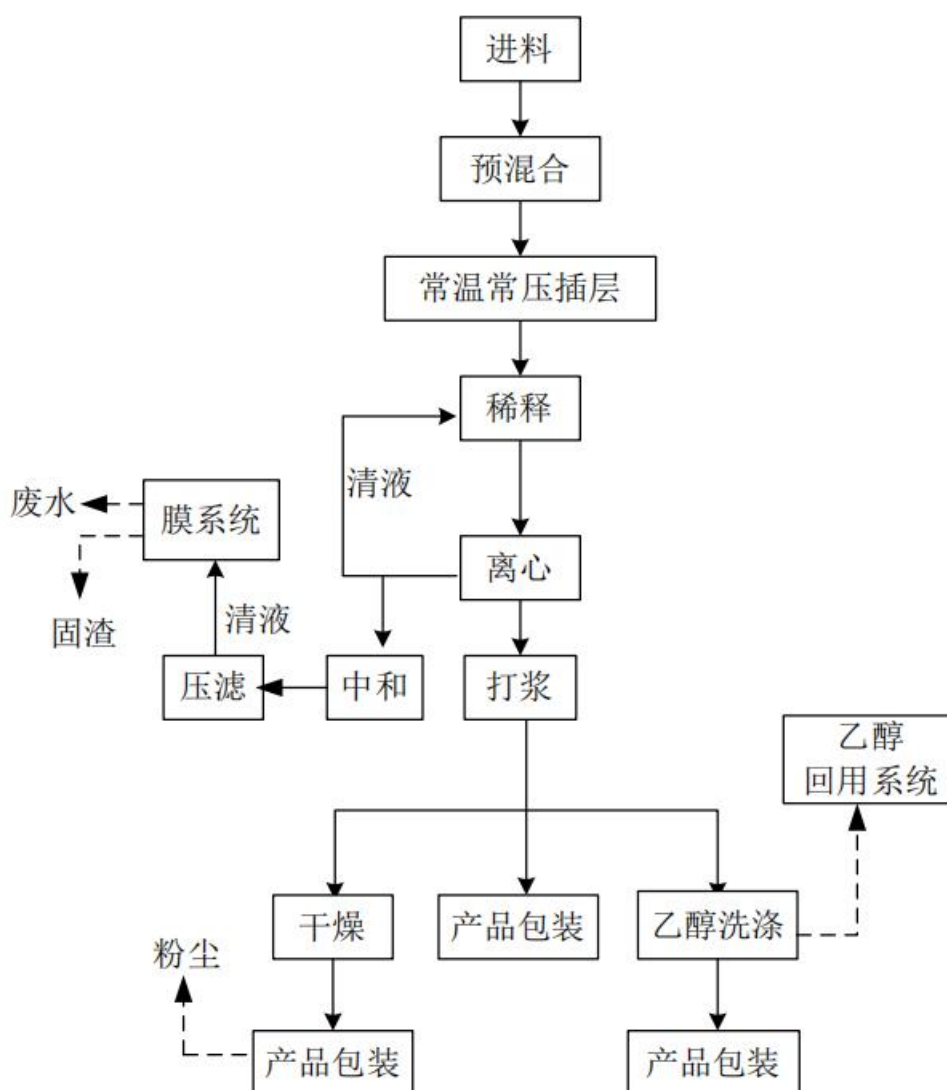 进料
预混合
常温常压插层
稀释
清液
废水
膜系统
离心
固渣
清液
压滤
中和
打浆
乙醇
回用系统
干燥
产品包装
乙醇洗涤
粉尘
产品包装
产品包装